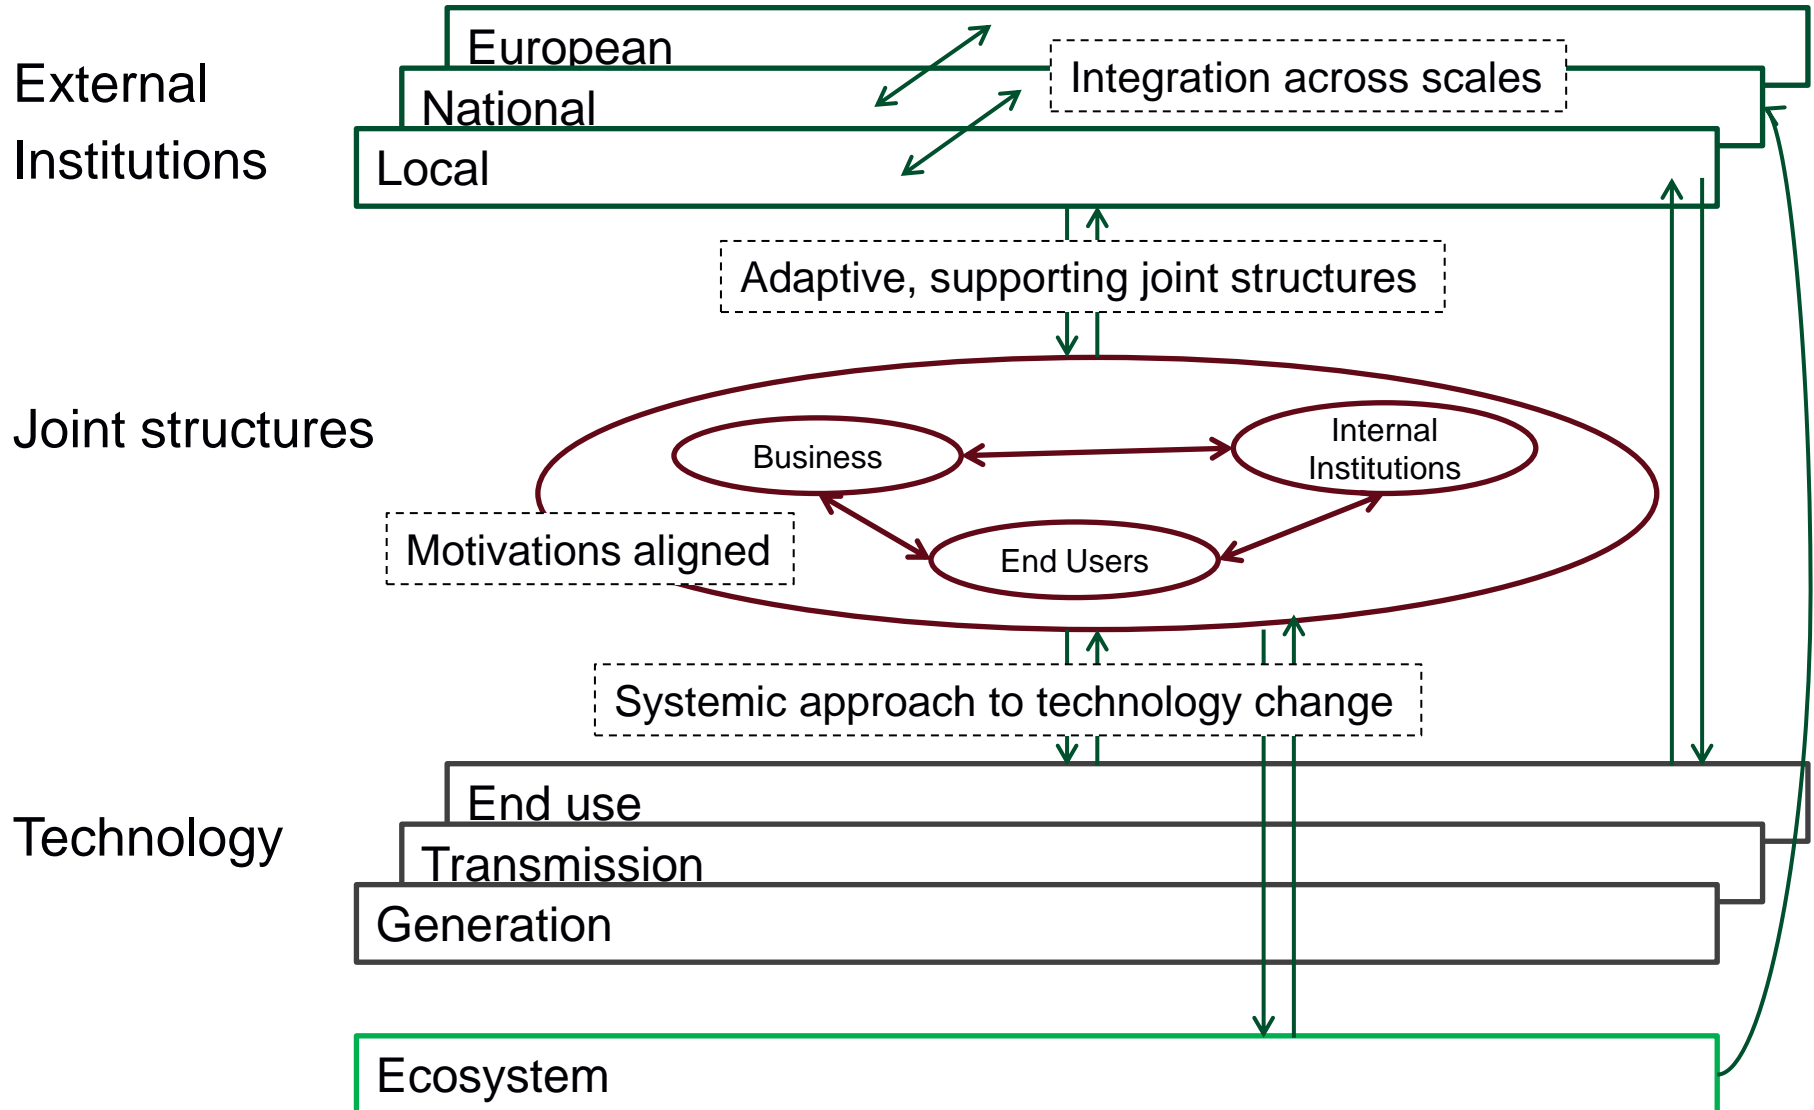 European
External
Institutions
Integration across scales
National
Local
Adaptive, supporting joint structures
Joint structures
Business
Internal
Institutions
Motivations aligned
End Users
Systemic approach to technology change
Technology
End use
Transmission
Generation
Ecosystem